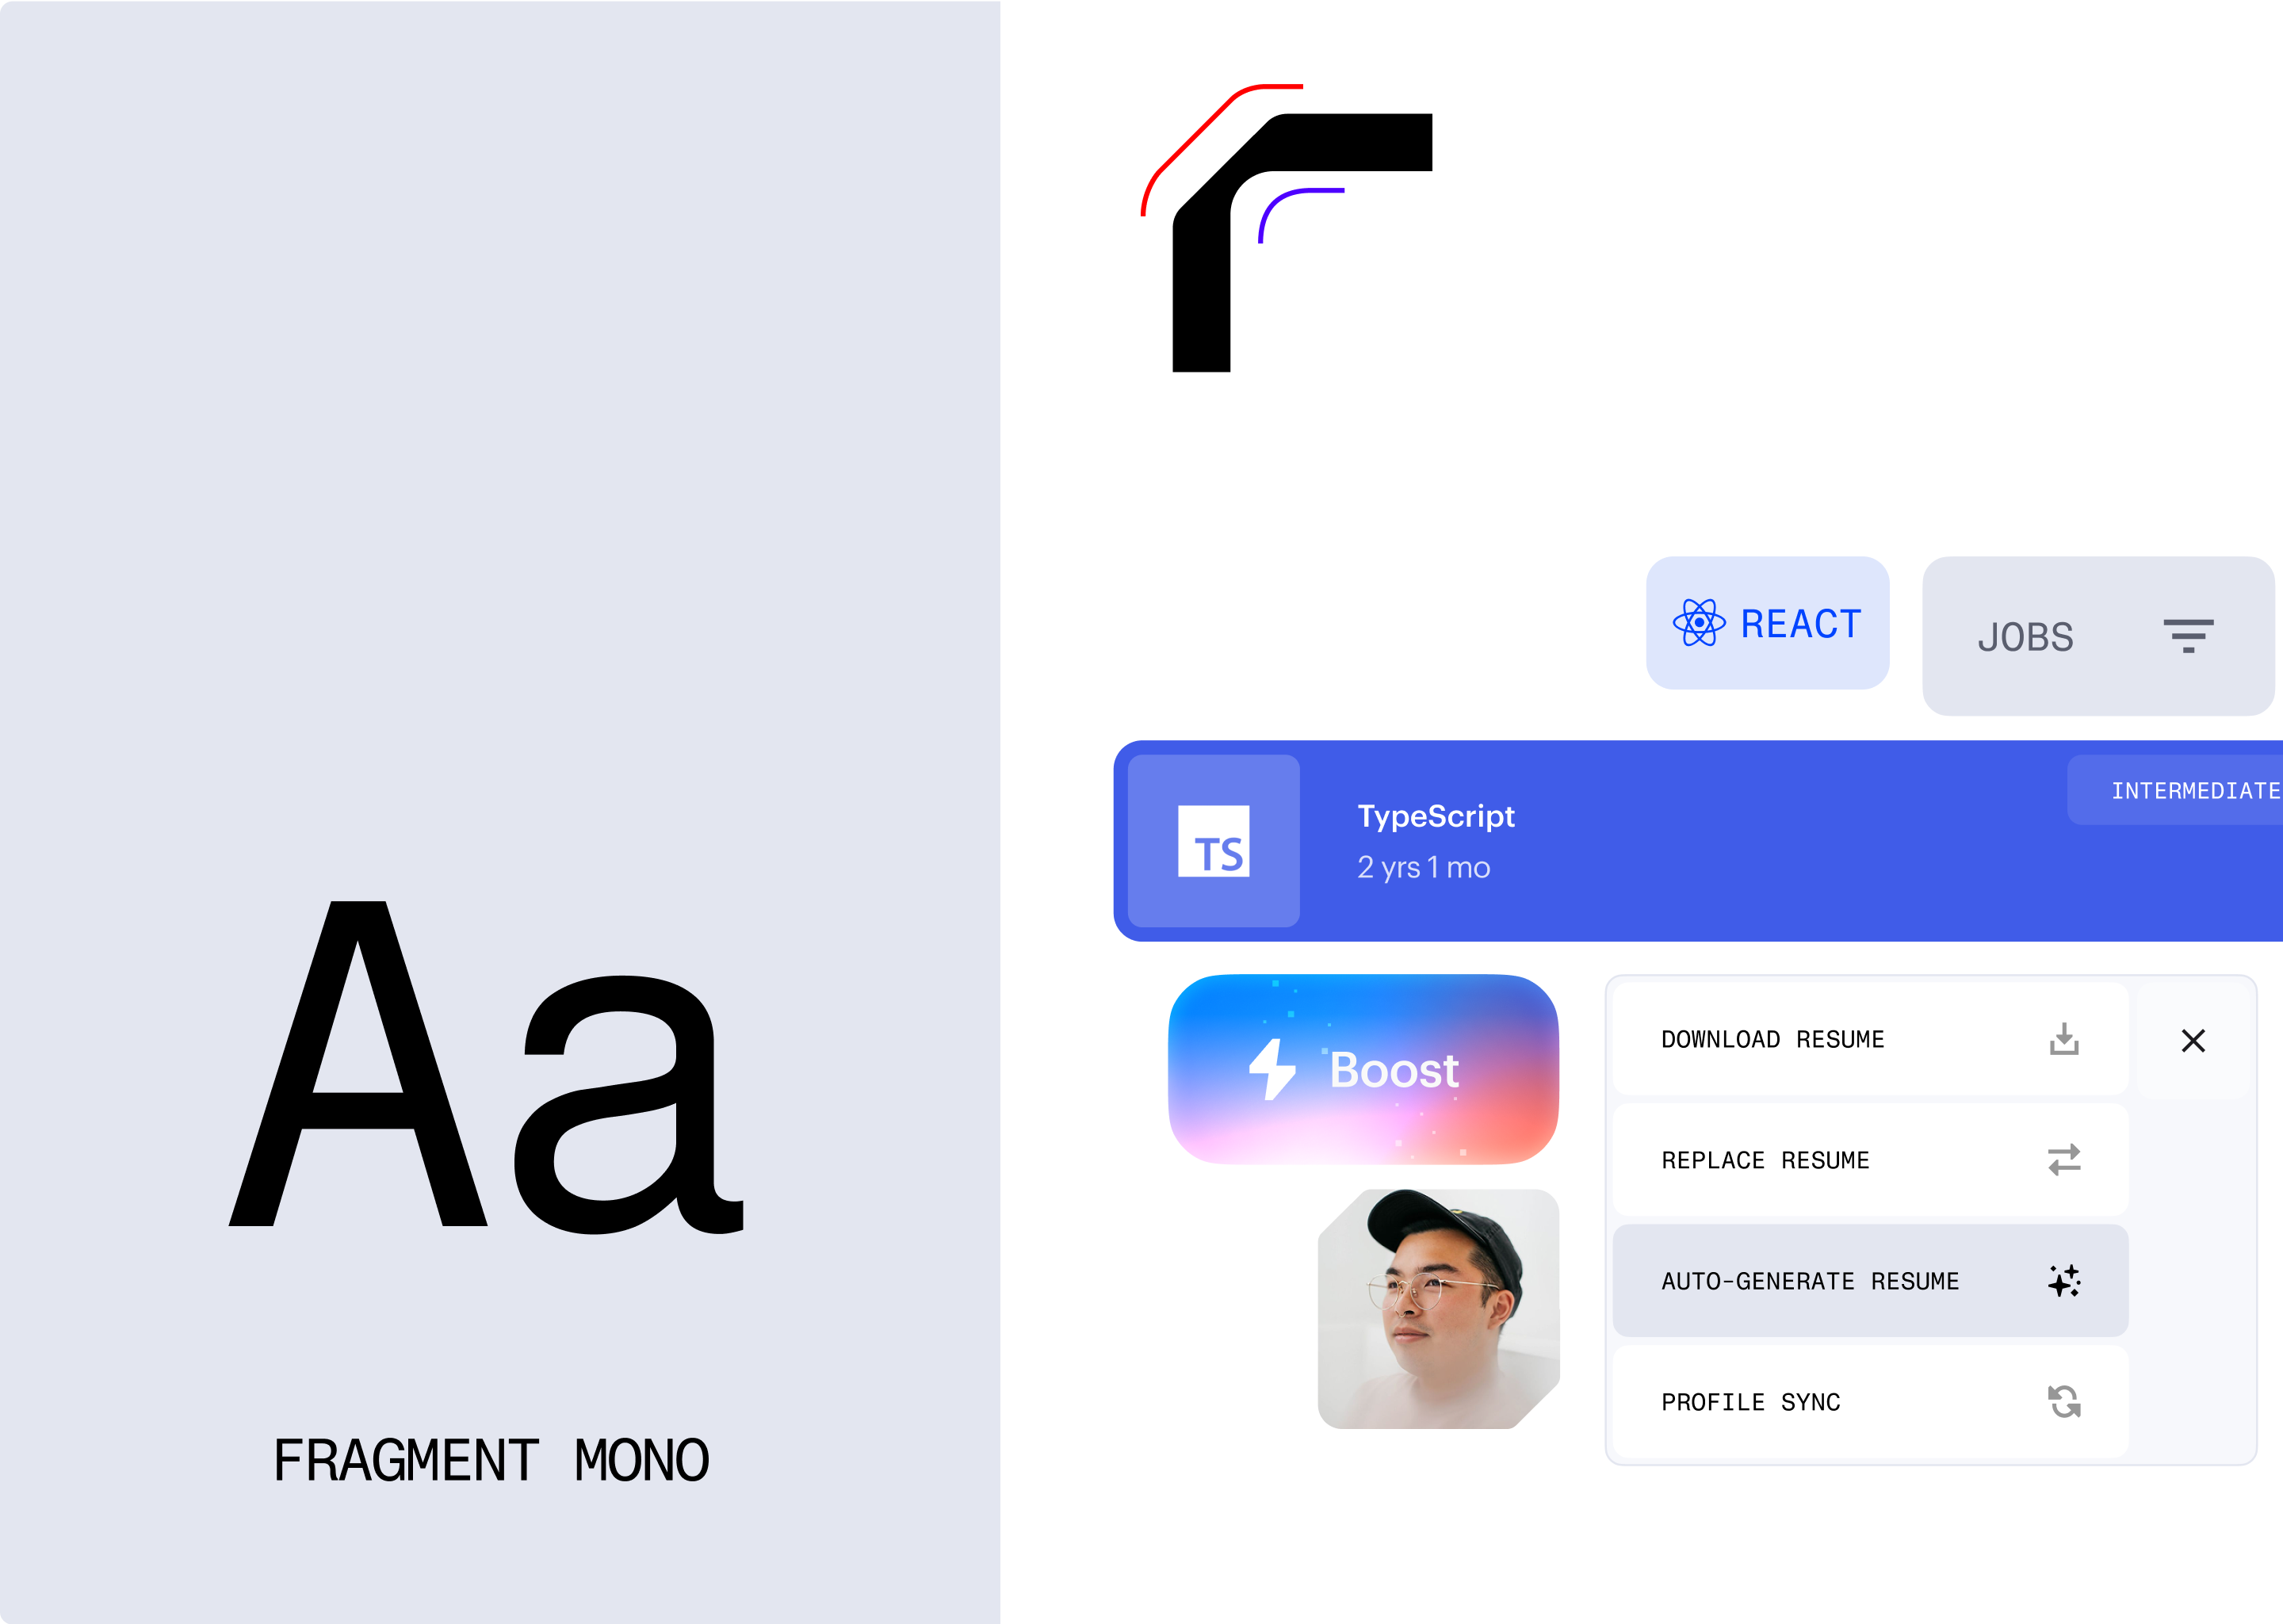 Aa
FRAGMENT MONO
REACT
JOBS
TS
TypeScript
2 yrs 1 mo
INTERMEDIATE
Boost
DOWNLOAD RESUME
REPLACE RESUME
AUTO-GENERATE RESUME
PROFILE SYNC